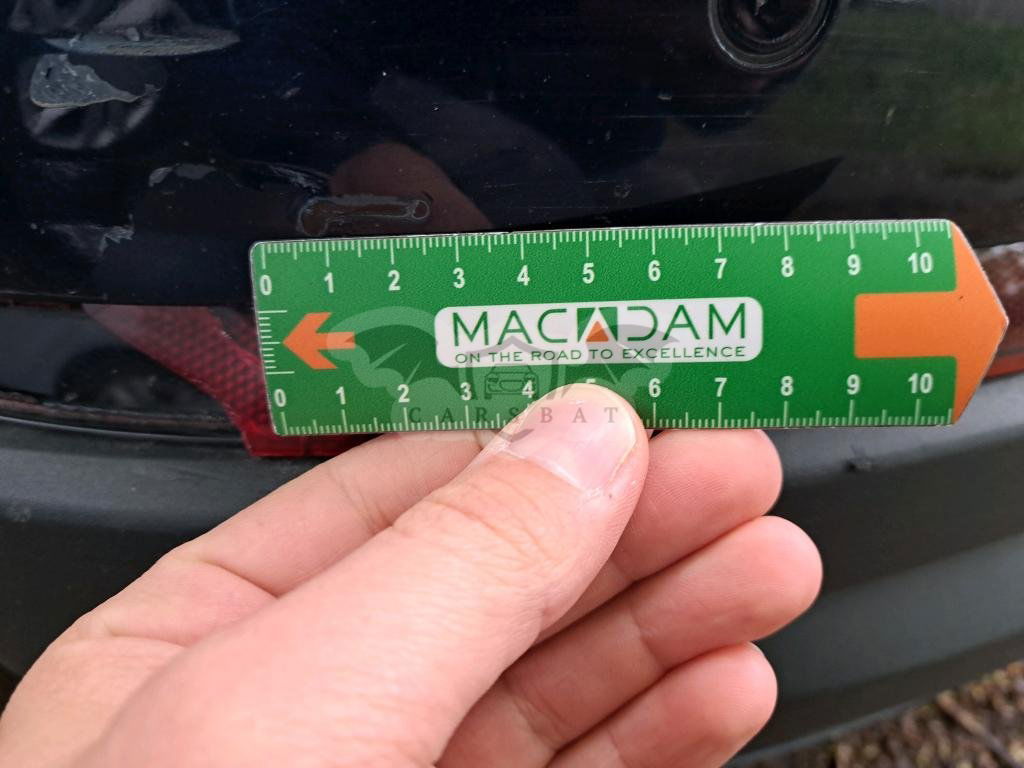 0 1 2 3 4 5 6 7 8 9 10
MACADAM
ON THE ROAD TO EXCELLENCE
0 1 2 3 4 5 6 7 8 9 10
CARSBAT